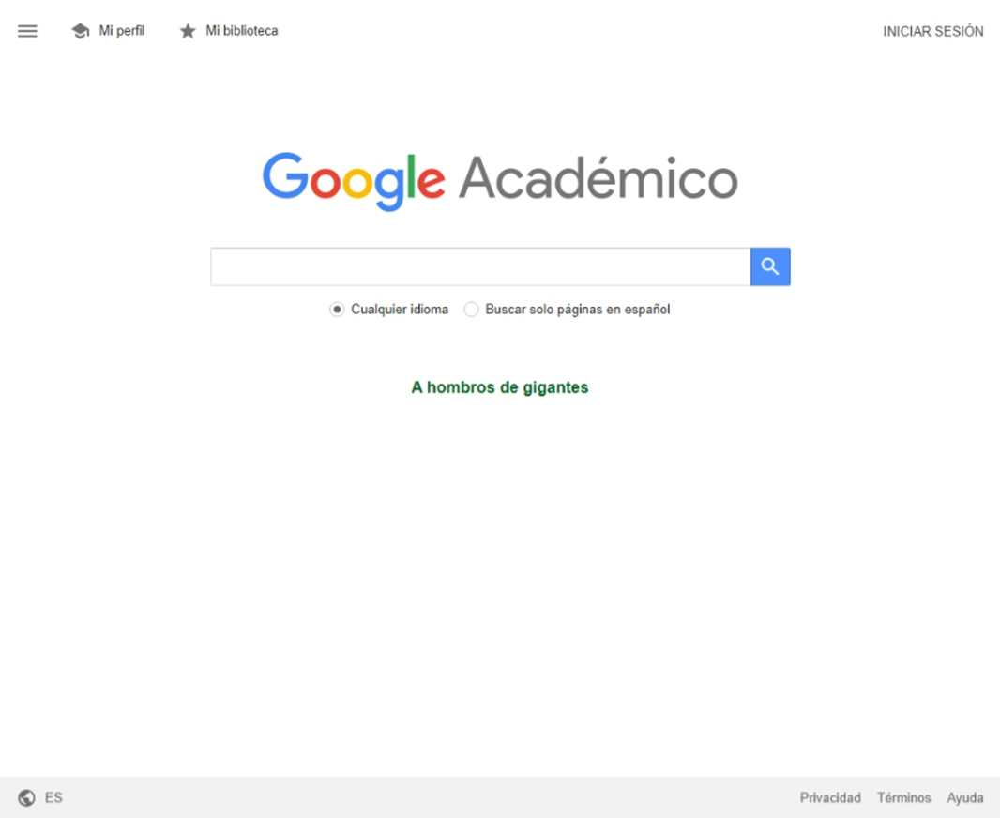 Mi perfil Mi biblioteca INICIAR SESIÓN
Google Académico
Cualquier idioma Buscar solo páginas en español
A hombros de gigantes
ES Privacidad Términos Ayuda